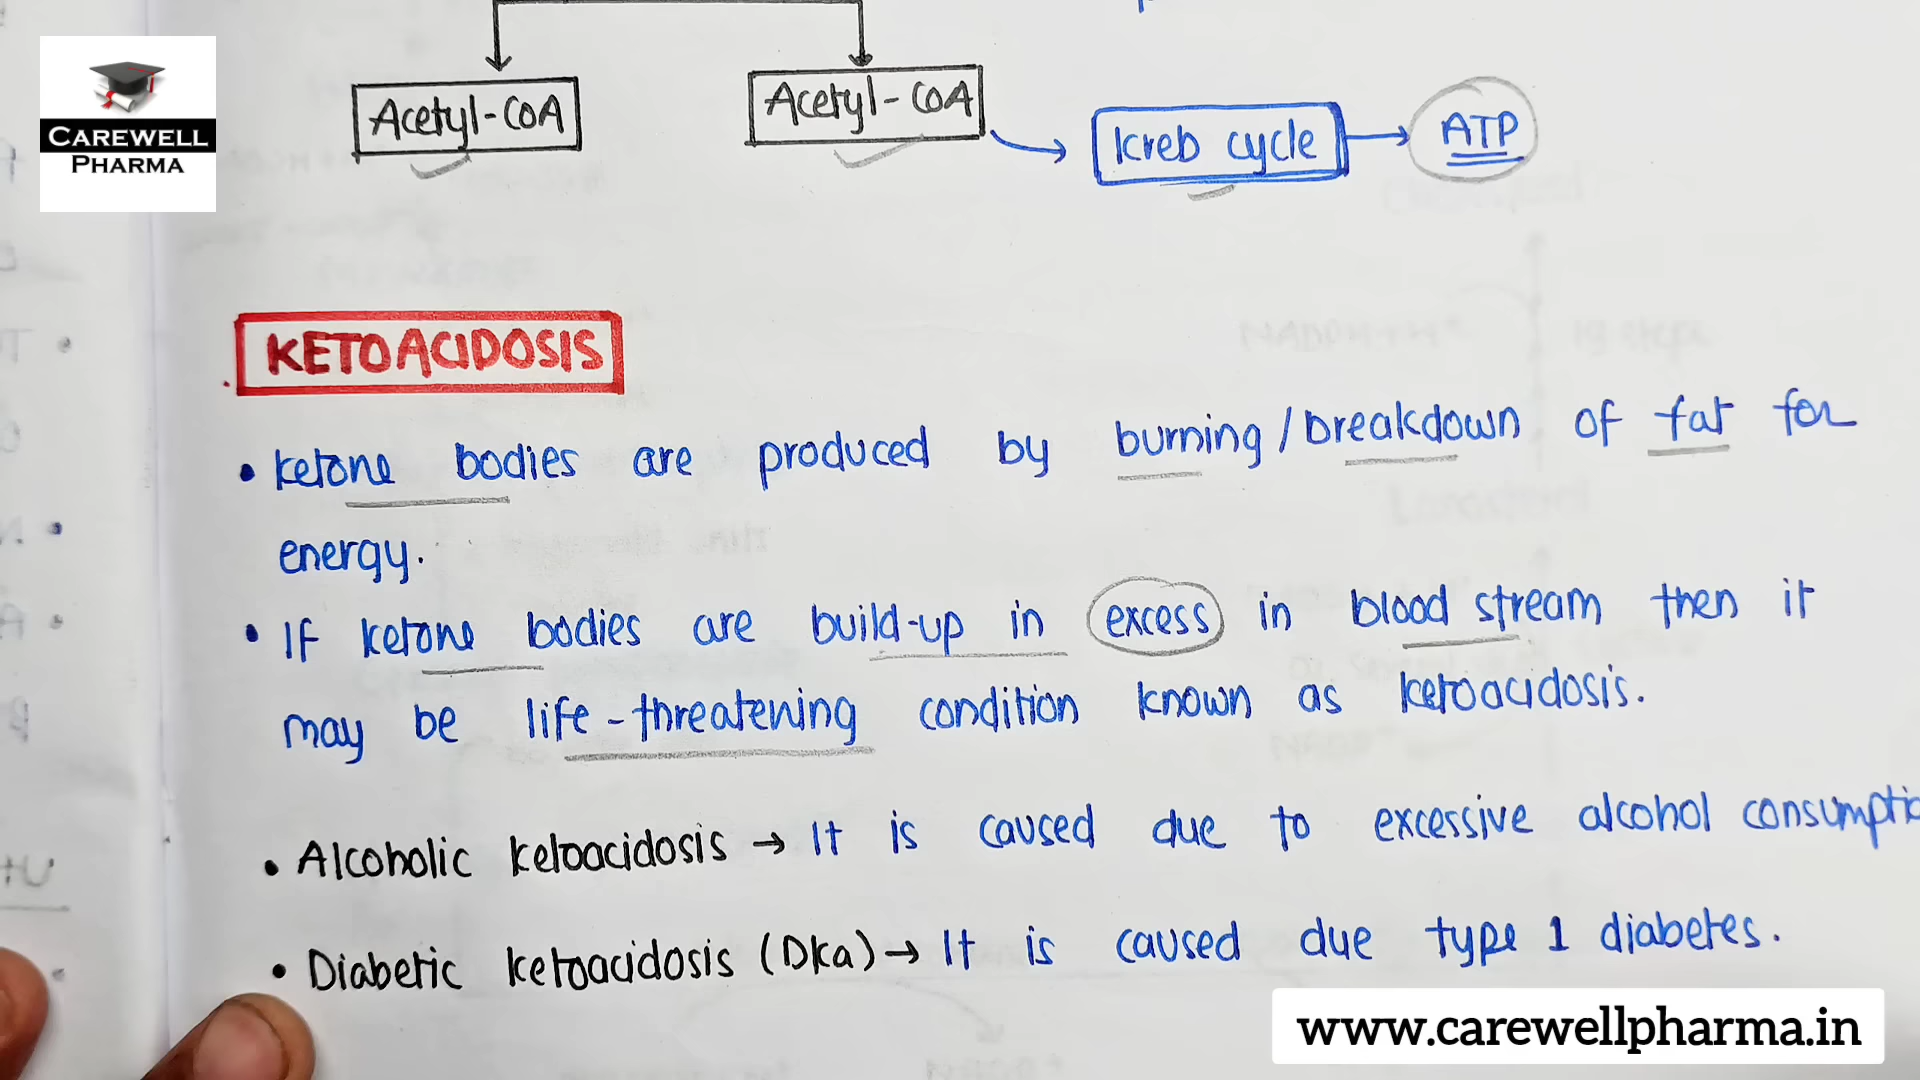 Acetyl-CoA
Acetyl-CoA
Kreb cycle
ATP
CAREWELL
PHARMA
KETOACIDOSIS
• Ketone bodies are produced by burning/breakdown of fat for
energy.
• If ketone bodies are build-up in excess in blood stream then it
may be life-threatening condition known as ketoacidosis.
• Alcoholic ketoacidosis → It is caused due to excessive alcohol consumptio
• Diabetic ketoacidosis (DKa) → It is caused due type 1 diabetes.
www.carewellpharma.in